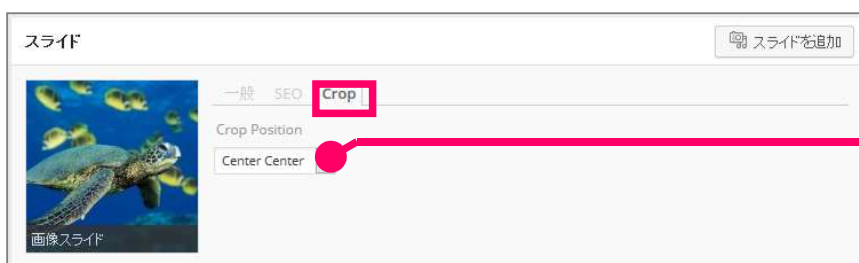 スライド
スライドを追加
一般 SEO Crop
Crop Position
Center Center
画像スライド